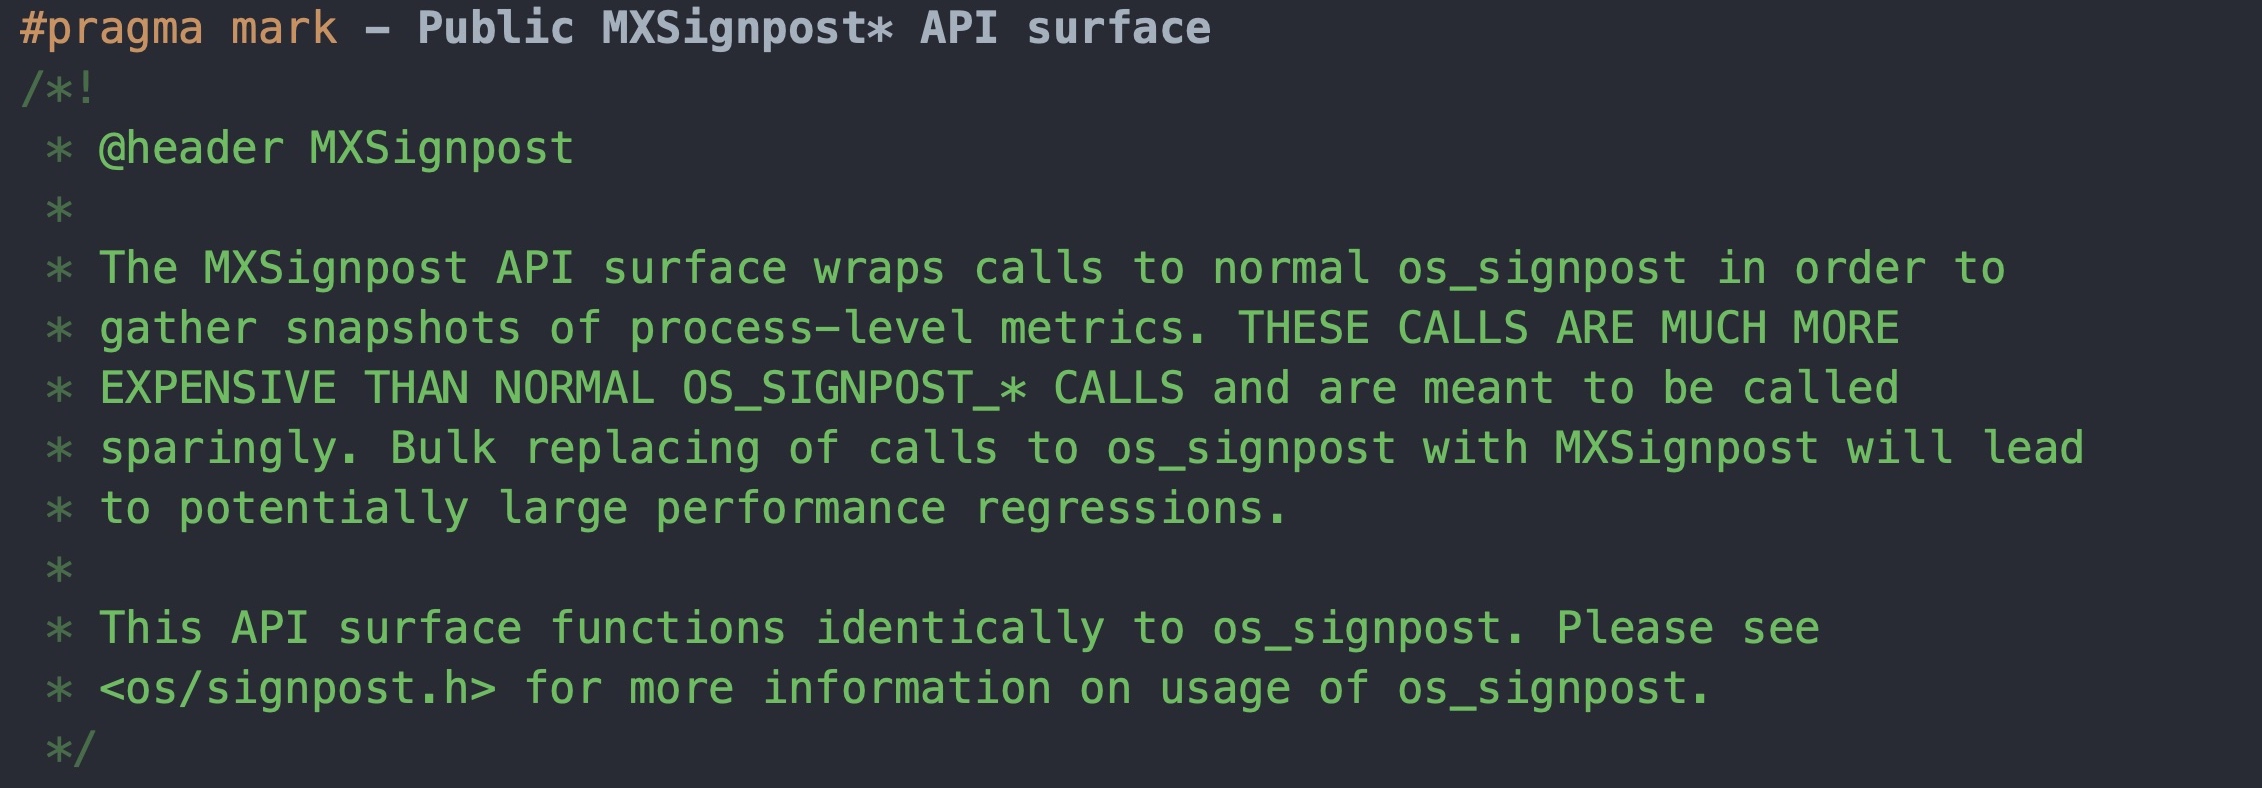 #pragma mark - Public MXSignpost* API surface
/*!
 * @header MXSignpost
 *
 * The MXSignpost API surface wraps calls to normal os_signpost in order to
 * gather snapshots of process-level metrics. THESE CALLS ARE MUCH MORE
 * EXPENSIVE THAN NORMAL OS_SIGNPOST_* CALLS and are meant to be called
 * sparingly. Bulk replacing of calls to os_signpost with MXSignpost will lead
 * to potentially large performance regressions.
 *
 * This API surface functions identically to os_signpost. Please see
 * <os/signpost.h> for more information on usage of os_signpost.
 */